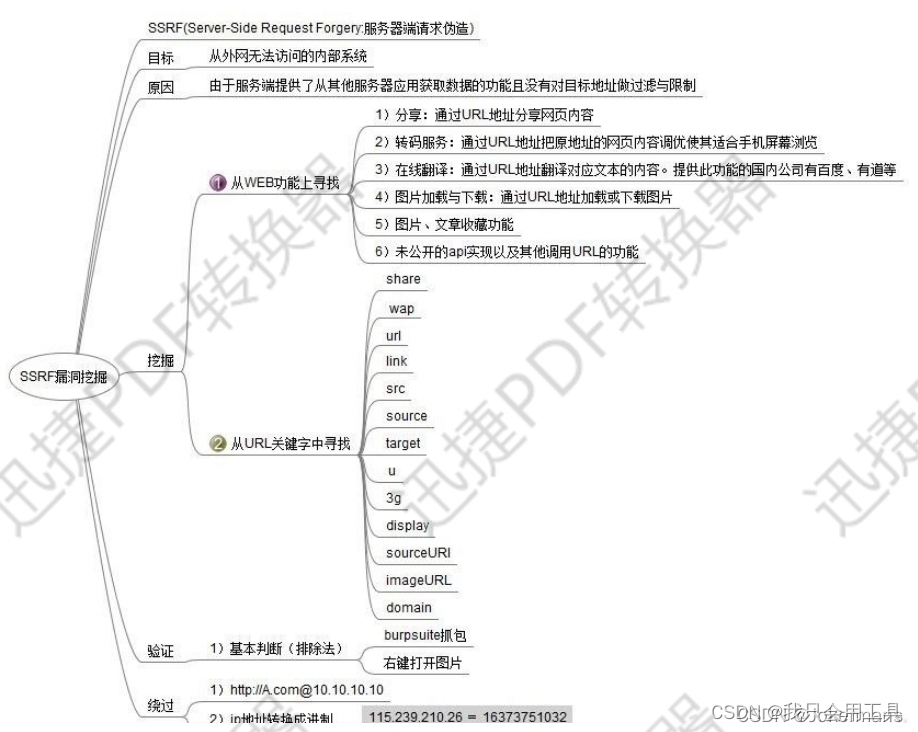 SSRF(Server-Side Request Forgery:服务器端请求伪造)
目标
从外网无法访问的内部系统
原因
由于服务端提供了从其他服务器应用获取数据的功能且没有对目标地址做过滤与限制
SSRF漏洞挖掘
挖掘
1 从WEB功能上寻找
1）分享：通过URL地址分享网页内容
2）转码服务：通过URL地址把原地址的网页内容调优使其适合手机屏幕浏览
3）在线翻译：通过URL地址翻译对应文本的内容。提供此功能的国内公司有百度、有道等
4）图片加载与下载：通过URL地址加载或下载图片
5）图片、文章收藏功能
6）未公开的api实现以及其他调用URL的功能
2 从URL关键字中寻找
share
wap
url
link
src
source
target
u
3g
display
sourceURI
imageURL
domain
验证
1）基本判断（排除法）
burpsuite抓包
右键打开图片
绕过
1）http://A.com@10.10.10.10
2）ip地址转换成进制
115.239.210.26 = 16373751032
迅捷PDF转换器
迅捷PDF转换器
迅捷
CSDN @我只会用工具